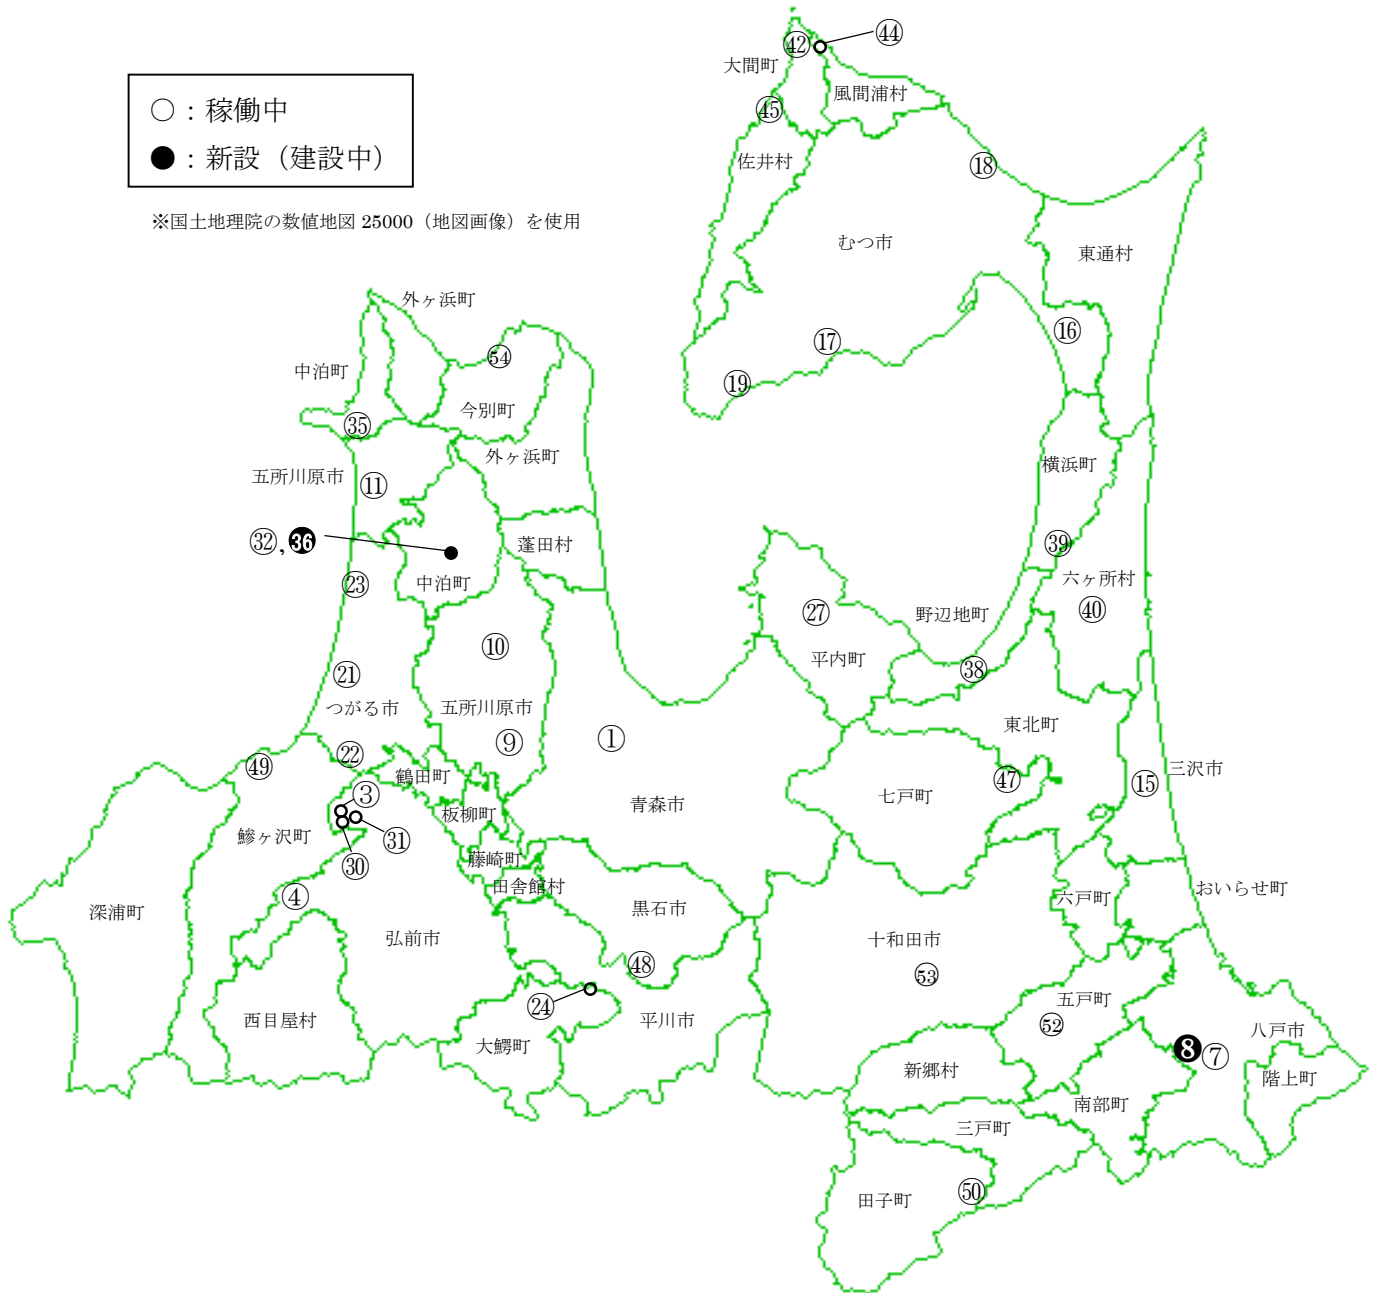 ○：稼働中
●：新設（建設中）
※国土地理院の数値地図 25000（地図画像）を使用
㊷
㊹
大間町
風間浦村
㊺
佐井村
⑱
むつ市
東通村
外ヶ浜町
⑯
⑰
㊴
中泊町
⑲
今別町
㉟
外ヶ浜町
横浜町
五所川原市
⑪
㉜,㊱
蓬田村
㊴
中泊町
六ヶ所村
㉓
㊵
㉗
野辺地町
⑩
平内町
㊳
㉑
つがる市
五所川原市
東北町
①
⑨
㉒
㊾
鶴田町
三沢市
㊼
⑮
七戸町
③
板柳町
青森市
鰺ヶ沢町
㉛
㉚
藤崎町
田舎館村
④
六戸町
おいらせ町
深浦町
黒石市
弘前市
十和田市
㊽
53
五戸町
㉔
西目屋村
平川市
52
八戸市
大鰐町
❽
⑦
新郷村
階上町
南部町
三戸町
㊿
田子町